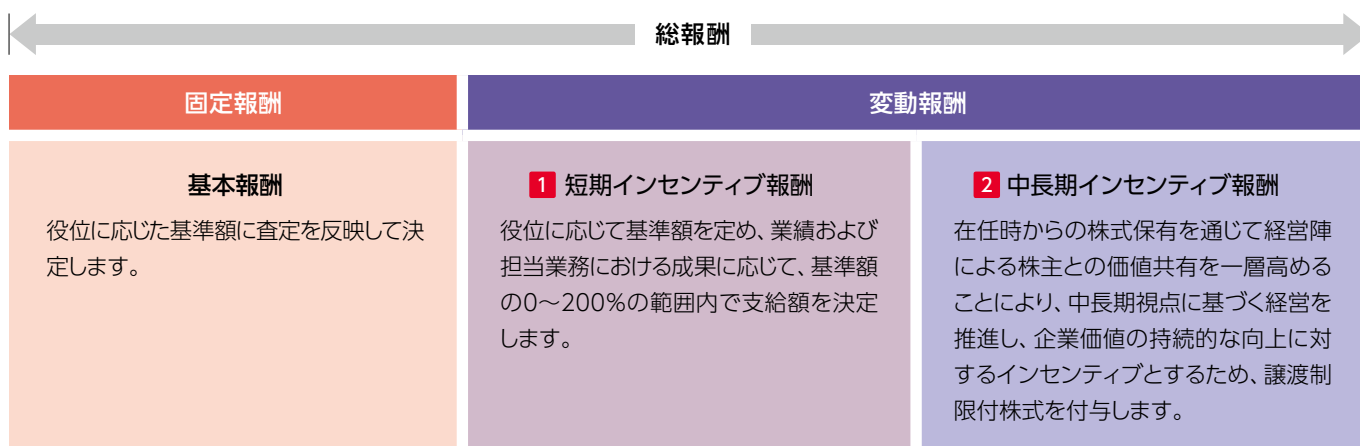 総報酬
固定報酬
変動報酬
基本報酬
役位に応じた基準額に査定を反映して決
定します。
1 短期インセンティブ報酬
役位に応じて基準額を定め、業績および
担当業務における成果に応じて、基準額
の0～200%の範囲内で支給額を決定
します。
2 中長期インセンティブ報酬
在任時からの株式保有を通じて経営陣
による株主との価値共有を一層高める
ことにより、中長期視点に基づく経営を
推進し、企業価値の持続的な向上に対
するインセンティブとするため、譲渡制
限付株式を付与します。